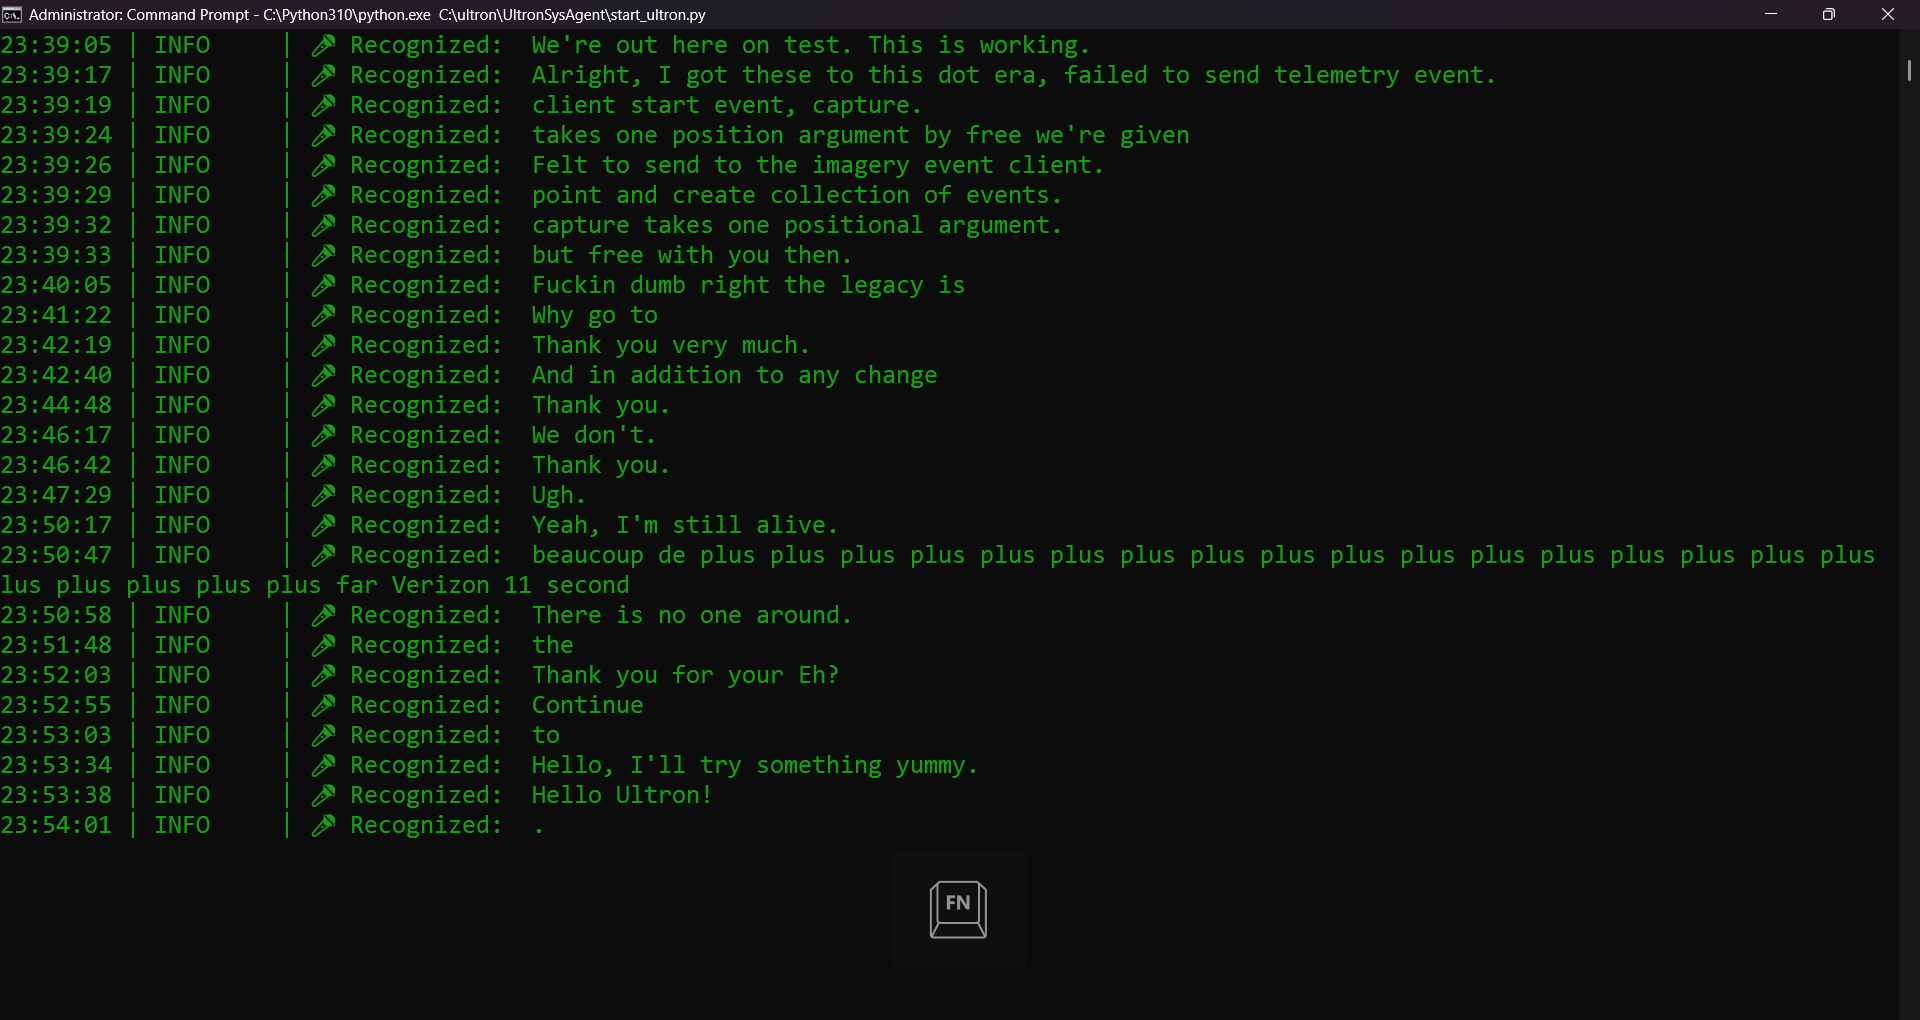 Administrator: Command Prompt - C:\Python310\python.exe C:\ultron\UltronSysAgent\start_ultron.py
23:39:05 | INFO | 🎤 Recognized: We're out here on test. This is working.
23:39:17 | INFO | 🎤 Recognized: Alright, I got these to this dot era, failed to send telemetry event.
23:39:19 | INFO | 🎤 Recognized: client start event, capture.
23:39:24 | INFO | 🎤 Recognized: takes one position argument by free we're given
23:39:26 | INFO | 🎤 Recognized: Felt to send to the imagery event client.
23:39:29 | INFO | 🎤 Recognized: point and create collection of events.
23:39:32 | INFO | 🎤 Recognized: capture takes one positional argument.
23:39:33 | INFO | 🎤 Recognized: but free with you then.
23:40:05 | INFO | 🎤 Recognized: Fuckin dumb right the legacy is
23:41:22 | INFO | 🎤 Recognized: Why go to
23:42:19 | INFO | 🎤 Recognized: Thank you very much.
23:42:40 | INFO | 🎤 Recognized: And in addition to any change
23:44:48 | INFO | 🎤 Recognized: Thank you.
23:46:17 | INFO | 🎤 Recognized: We don't.
23:46:42 | INFO | 🎤 Recognized: Thank you.
23:47:29 | INFO | 🎤 Recognized: Ugh.
23:50:17 | INFO | 🎤 Recognized: Yeah, I'm still alive.
23:50:47 | INFO | 🎤 Recognized: beaucoup de plus plus plus plus plus plus plus plus plus plus plus plus plus plus plus plus plus
lus plus plus plus plus far Verizon 11 second
23:50:58 | INFO | 🎤 Recognized: There is no one around.
23:51:48 | INFO | 🎤 Recognized: the
23:52:03 | INFO | 🎤 Recognized: Thank you for your Eh?
23:52:55 | INFO | 🎤 Recognized: Continue
23:53:03 | INFO | 🎤 Recognized: to
23:53:34 | INFO | 🎤 Recognized: Hello, I'll try something yummy.
23:53:38 | INFO | 🎤 Recognized: Hello Ultron!
23:54:01 | INFO | 🎤 Recognized: .
FN